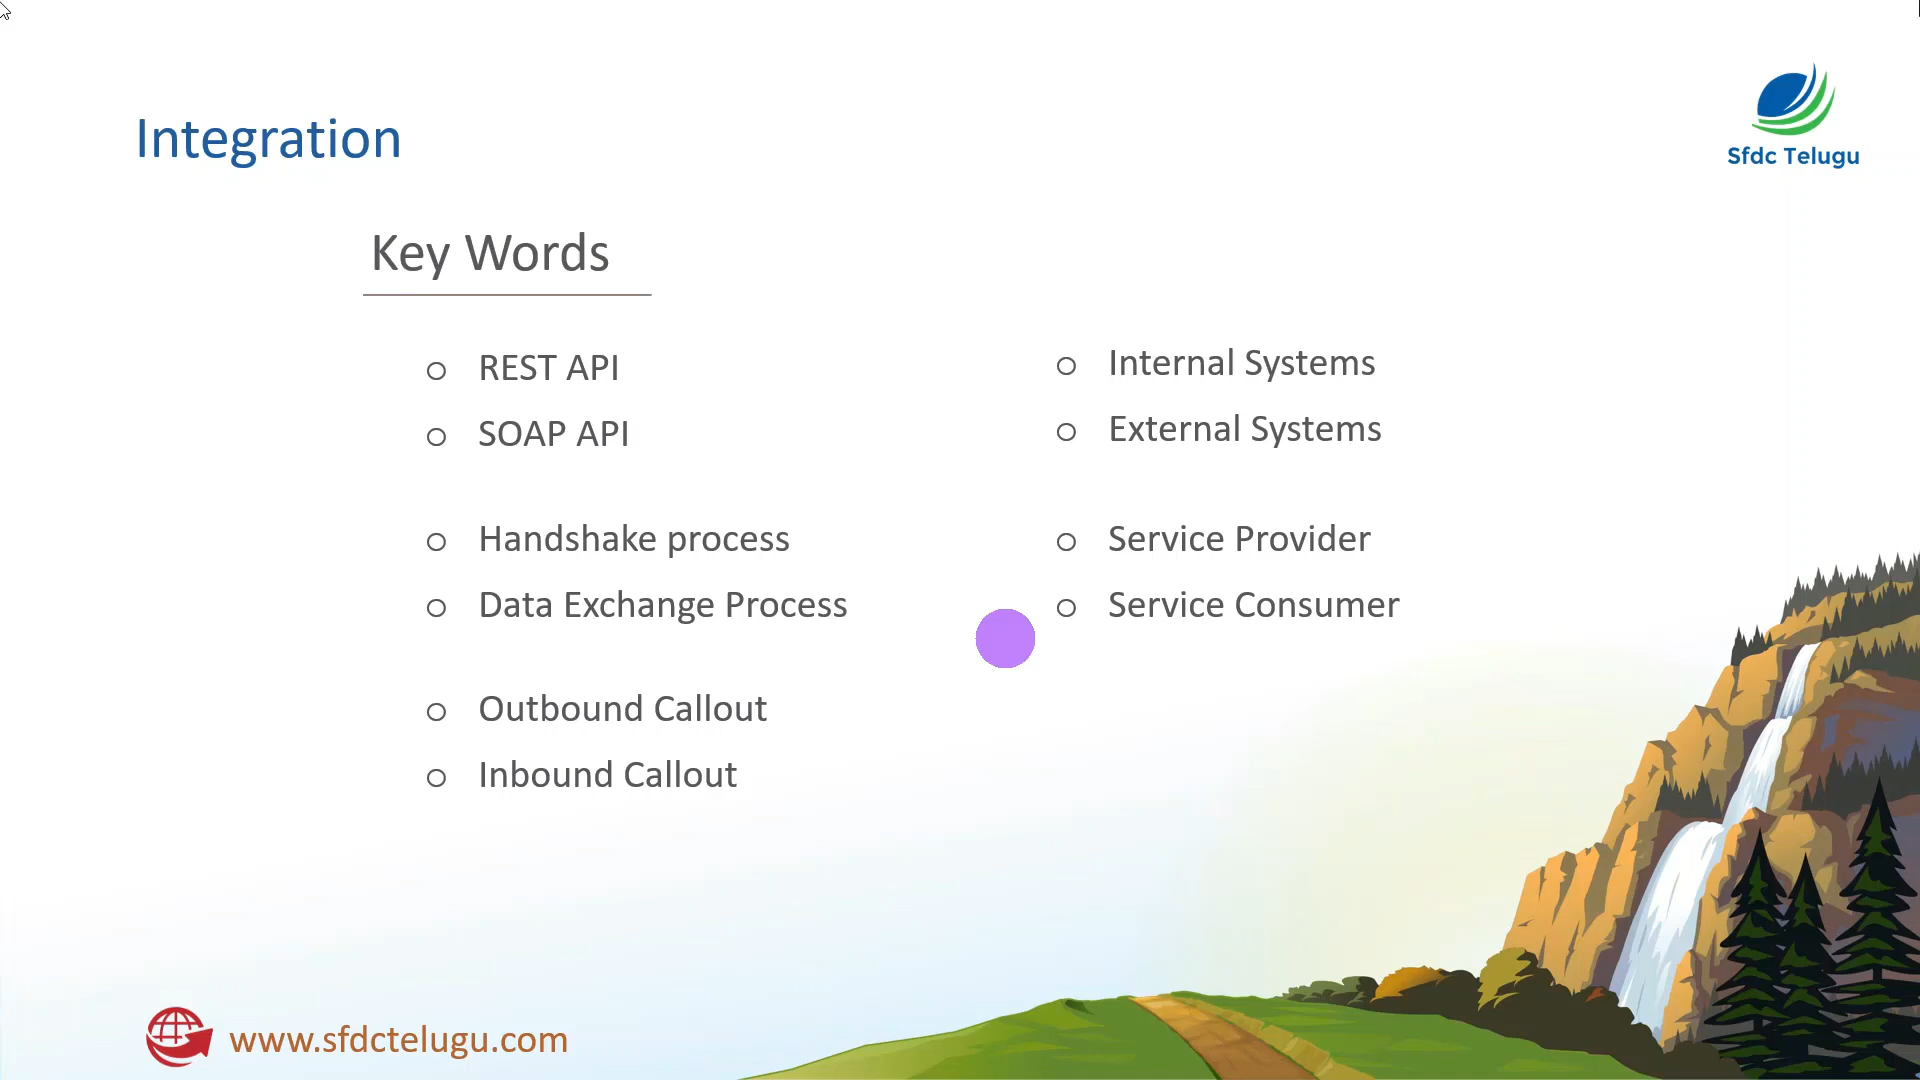 Integration
Sfdc Telugu
Key Words
REST API
SOAP API
Handshake process
Data Exchange Process
Outbound Callout
Inbound Callout
Internal Systems
External Systems
Service Provider
Service Consumer
www.sfdctelugu.com